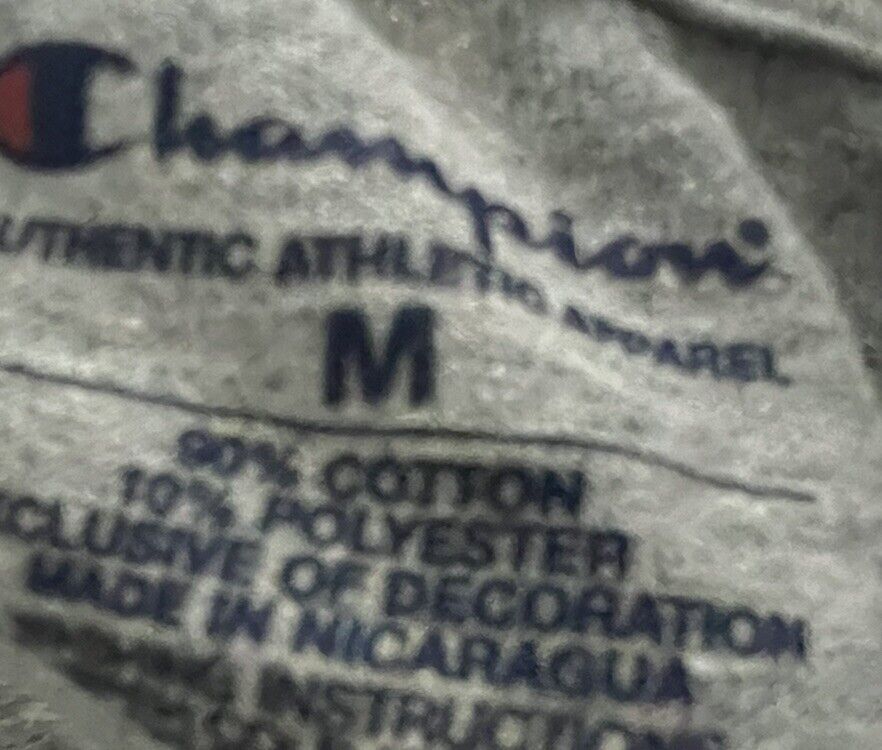 Champion
UTHENTIC ATHLETIC APPAREL
M
90% COTTON
10% POLYESTER
CLUSIVE OF DECORATION
MADE IN NICARAGUA
INSTRUCTIONS